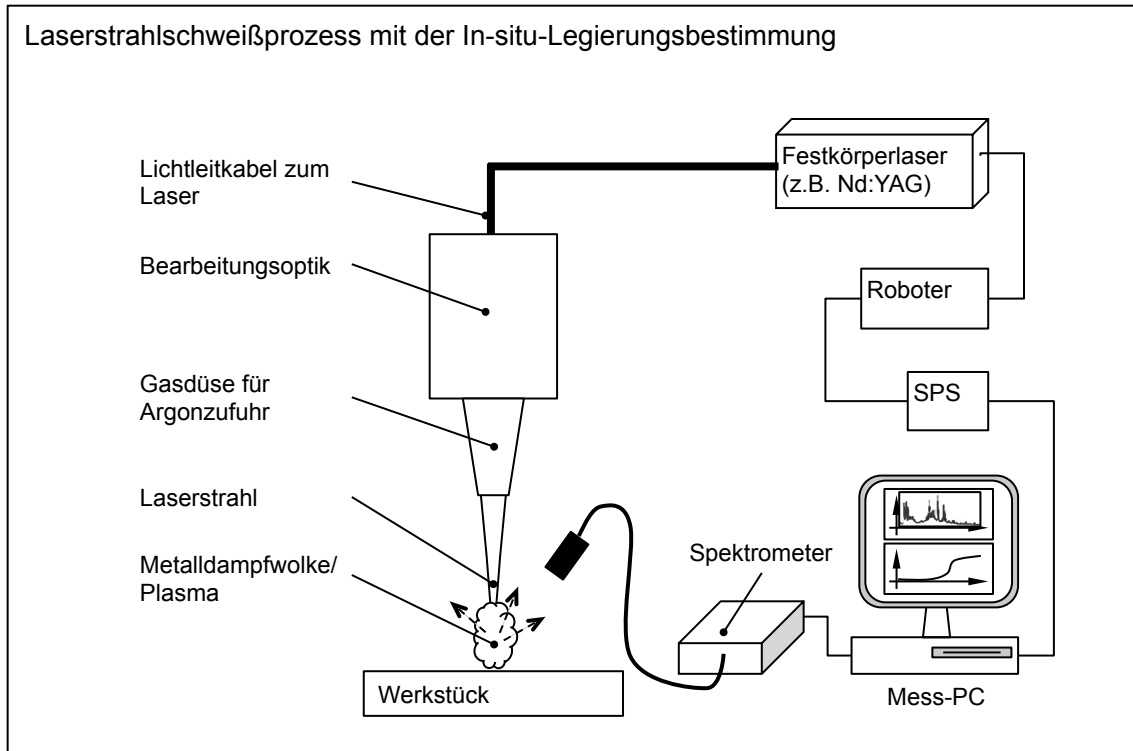 Laserstrahlschweißprozess mit der In-situ-Legierungsbestimmung
Lichtleitkabel zum
Laser
Festkörperlaser
(z.B. Nd:YAG)
Bearbeitungsoptik
Roboter
Gasdüse für
Argonzufuhr
SPS
Laserstrahl
Metalldampfwolke/
Plasma
Spektrometer
Werkstück
Mess-PC